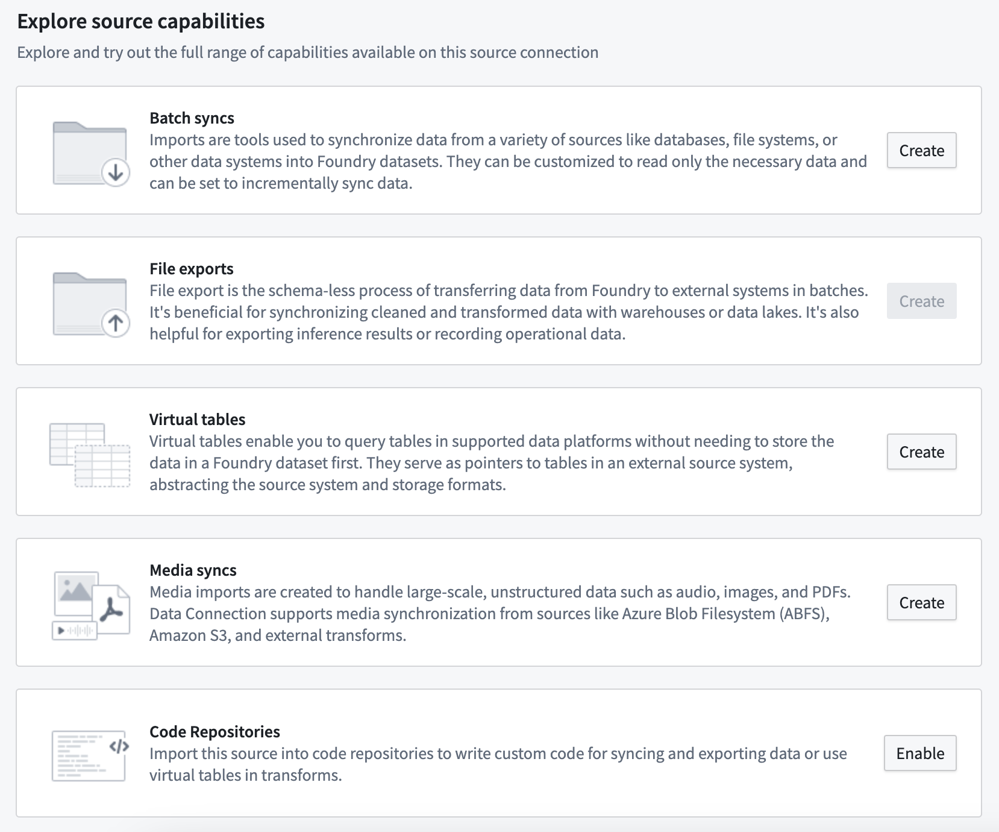 Explore source capabilities
Explore and try out the full range of capabilities available on this source connection
Batch syncs
Imports are tools used to synchronize data from a variety of sources like databases, file systems, or
other data systems into Foundry datasets. They can be customized to read only the necessary data and
can be set to incrementally sync data.
Create
File exports
File export is the schema-less process of transferring data from Foundry to external systems in batches.
It's beneficial for synchronizing cleaned and transformed data with warehouses or data lakes. It's also
helpful for exporting inference results or recording operational data.
Create
Virtual tables
Virtual tables enable you to query tables in supported data platforms without needing to store the
data in a Foundry dataset first. They serve as pointers to tables in an external source system,
abstracting the source system and storage formats.
Create
Media syncs
Media imports are created to handle large-scale, unstructured data such as audio, images, and PDFs.
Data Connection supports media synchronization from sources like Azure Blob Filesystem (ABFS),
Amazon S3, and external transforms.
Create
Code Repositories
Import this source into code repositories to write custom code for syncing and exporting data or use
virtual tables in transforms.
Enable